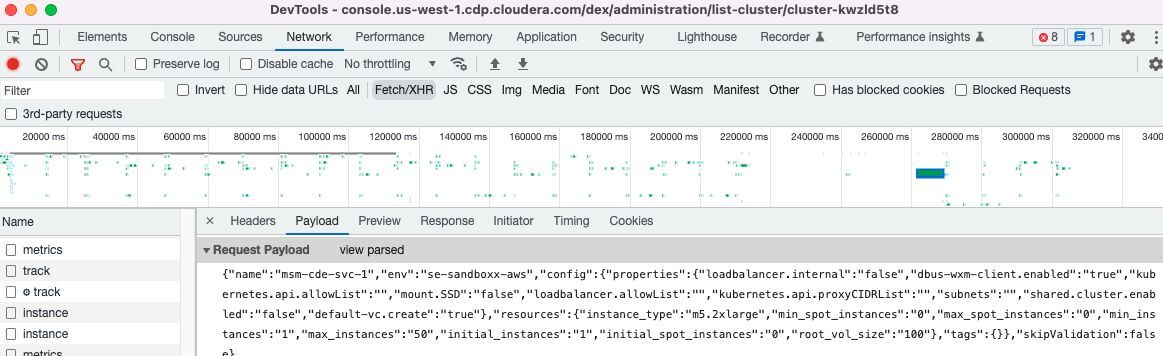 DevTools - console.us-west-1.cdp.cloudera.com/dex/administration/list-cluster/cluster-kwzld5t8
Elements Console Sources Network Performance Memory Application Security Lighthouse Recorder Performance insights 8 1
Preserve log Disable cache No throttling
Filter Invert Hide data URLs All Fetch/XHR JS CSS Img Media Font Doc WS Wasm Manifest Other Has blocked cookies Blocked Requests
3rd-party requests
20000 ms 40000 ms 60000 ms 80000 ms 100000 ms 120000 ms 140000 ms 160000 ms 180000 ms 200000 ms 220000 ms 240000 ms 260000 ms 280000 ms 300000 ms 320000 ms 3400
Name × Headers Payload Preview Response Initiator Timing Cookies
metrics
track
track
instance
instance
metrics
▼Request Payload view parsed
{"name":"msm-cde-svc-1","env":"se-sandboxx-aws","config":{"properties":{"loadbalancer.internal":"false","dbus-wxm-client.enabled":"true","kub
ernetes.api.allowList":"","mount.SSD":"false","loadbalancer.allowList":"","kubernetes.api.proxyCIDRList":"","subnets":"","shared.cluster.enab
led":"false","default-vc.create":"true"},"resources":{"instance_type":"m5.2xlarge","min_spot_instances":"0","max_spot_instances":"0","min_ins
tances":"1","max_instances":"50","initial_instances":"1","initial_spot_instances":"0","root_vol_size":"100"},"tags":{}},"skipValidation":fals
e}